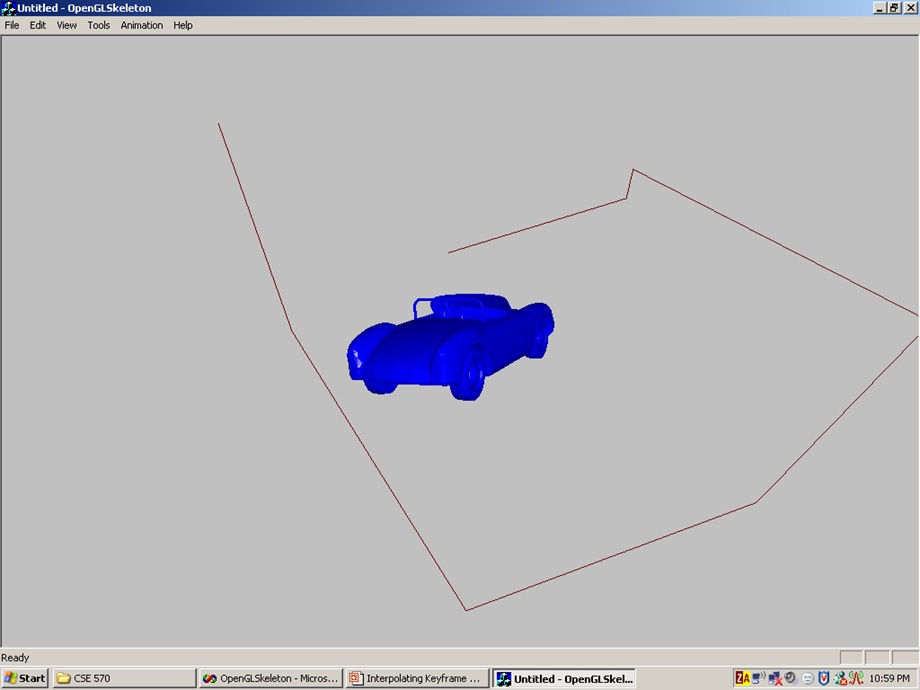 Untitled - OpenGLSkeleton
File Edit View Tools Animation Help
Ready
Start CSE 570 OpenGLSkeleton - Micros... Interpolating Keyframe ... Untitled - OpenGLSkel... ZA 10:59 PM